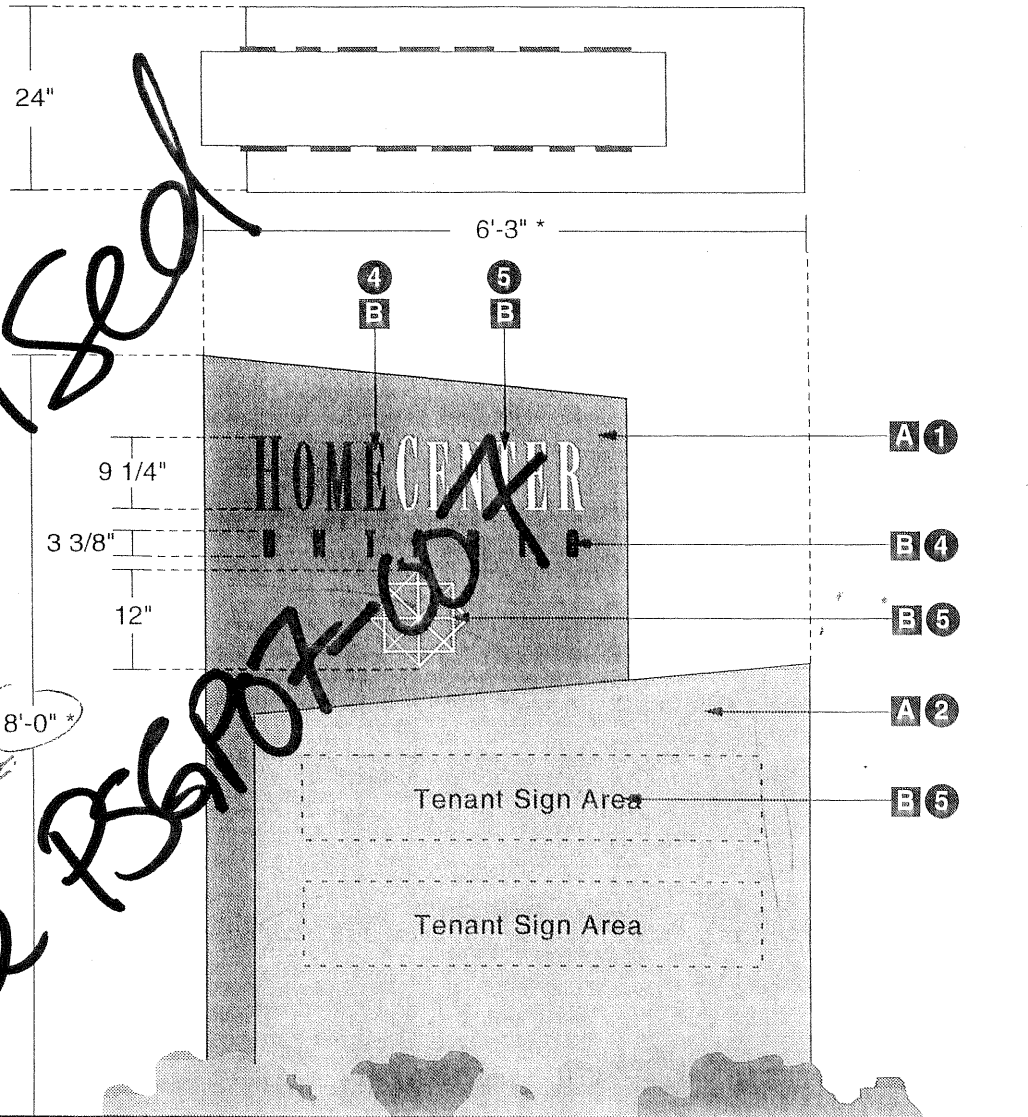 24"
6'-3" *
4 5
B B
A 1
9 1/4"
HOMECENTER
3 3/8"
B 4
12"
B 5
8'-0" *
A 2
Tenant Sign Area
B 5
Tenant Sign Area
PSGP07-007